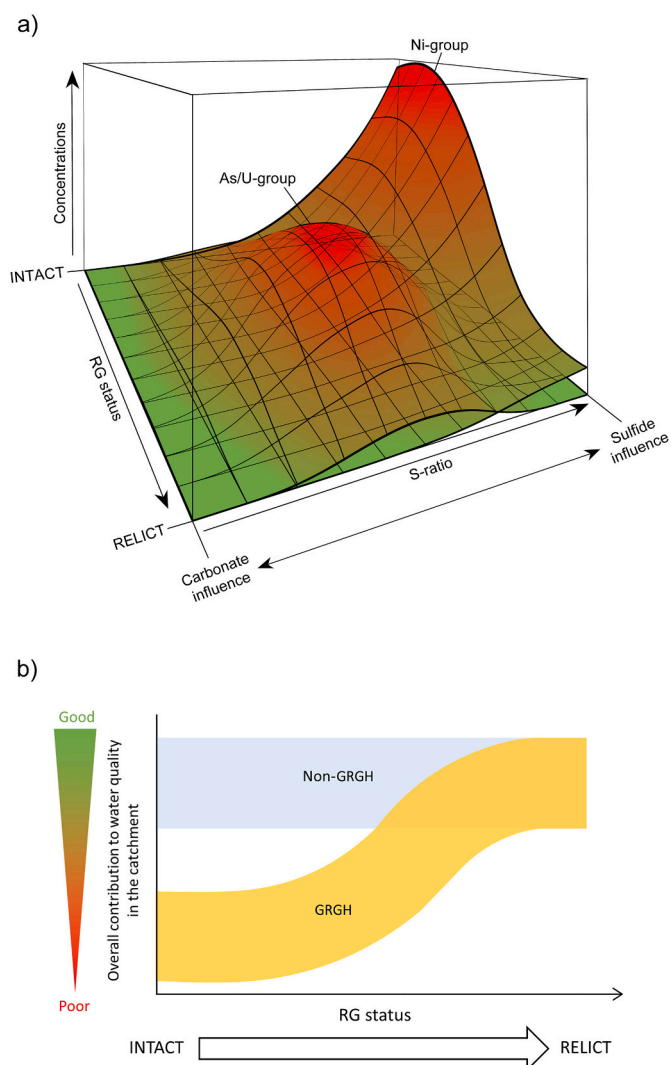 a)
Ni-group
As/U-group
Concentrations
INTACT
RG status
RELICT
S-ratio
Sulfide
influence
Carbonate
influence
b)
Good
Poor
Overall contribution to water quality
in the catchment
Non-GRGH
GRGH
RG status
INTACT
RELICT